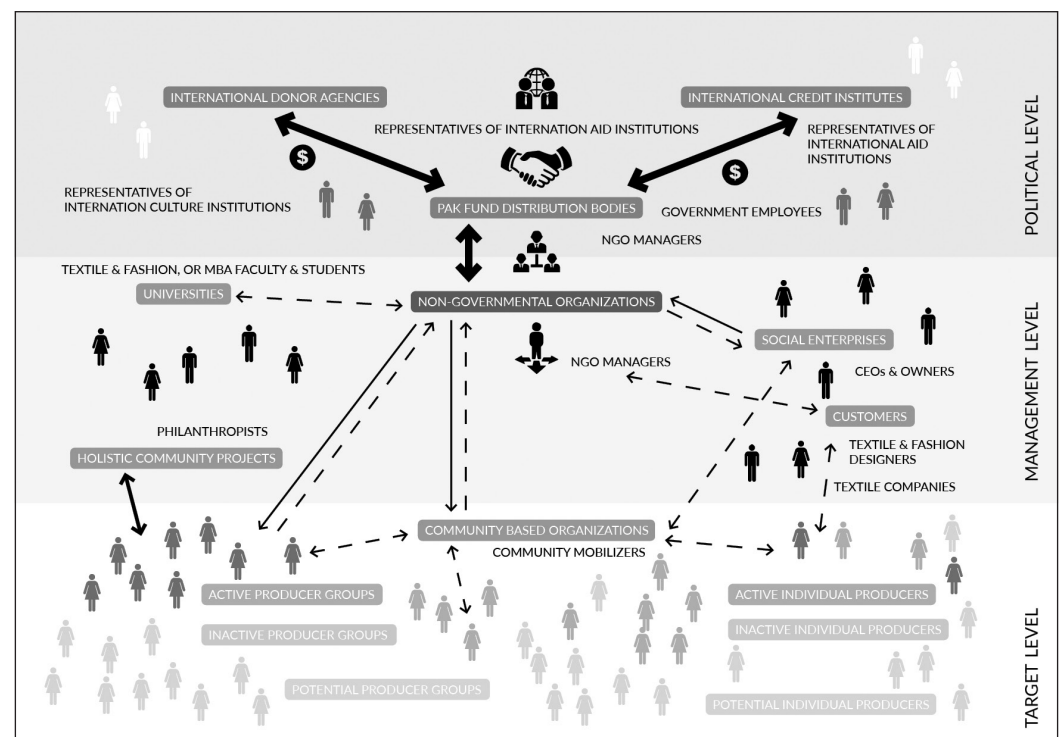 INTERNATIONAL DONOR AGENCIES
INTERNATIONAL CREDIT INSTITUTES
REPRESENTATIVES OF INTERNATION AID INSTITUTIONS
REPRESENTATIVES OF
INTERNATIONAL AID
INSTITUTIONS
$
$
REPRESENTATIVES OF
INTERNATION CULTURE INSTITUTIONS
PAK FUND DISTRIBUTION BODIES
GOVERNMENT EMPLOYEES
NGO MANAGERS
POLITICAL LEVEL
TEXTILE & FASHION, OR MBA FACULTY & STUDENTS
UNIVERSITIES
NON-GOVERNMENTAL ORGANIZATIONS
SOCIAL ENTERPRISES
NGO MANAGERS
CEOs & OWNERS
CUSTOMERS
PHILANTHROPISTS
HOLISTIC COMMUNITY PROJECTS
TEXTILE & FASHION
DESIGNERS
TEXTILE COMPANIES
MANAGEMENT LEVEL
COMMUNITY BASED ORGANIZATIONS
COMMUNITY MOBILIZERS
ACTIVE PRODUCER GROUPS
ACTIVE INDIVIDUAL PRODUCERS
INACTIVE PRODUCER GROUPS
INACTIVE INDIVIDUAL PRODUCERS
POTENTIAL PRODUCER GROUPS
POTENTIAL INDIVIDUAL PRODUCERS
TARGET LEVEL